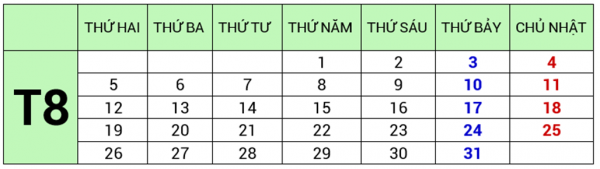 THỨ HAI THỨ BA THỨ TƯ THỨ NĂM THỨ SÁU THỨ BẢY CHỦ NHẬT
T8
1 2 3 4
5 6 7 8 9 10 11
12 13 14 15 16 17 18
19 20 21 22 23 24 25
26 27 28 29 30 31